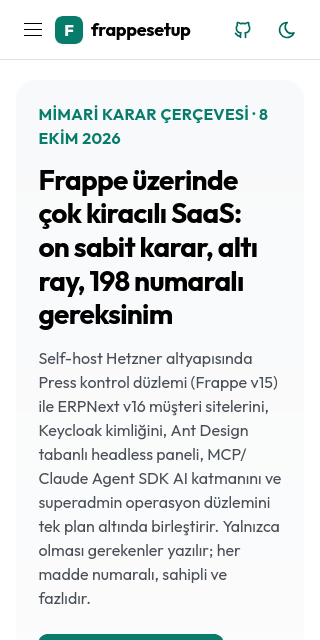 F frappesetup
MİMARİ KARAR ÇERÇEVESİ · 8
EKİM 2026
Frappe üzerinde
çok kiracılı SaaS:
on sabit karar, altı
ray, 198 numaralı
gereksinim
Self-host Hetzner altyapısında
Press kontrol düzlemi (Frappe v15)
ile ERPNext v16 müşteri sitelerini,
Keycloak kimliğini, Ant Design
tabanlı headless paneli, MCP/
Claude Agent SDK AI katmanını ve
superadmin operasyon düzlemini
tek plan altında birleştirir. Yalnızca
olması gerekenler yazılır; her
madde numaralı, sahipli ve
fazlıdır.